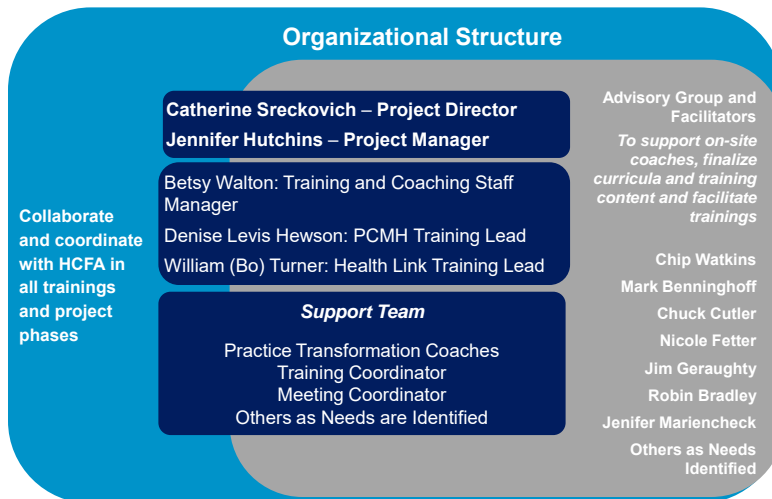 Organizational Structure
Catherine Sreckovich – Project Director
Jennifer Hutchins – Project Manager
Betsy Walton: Training and Coaching Staff
Manager
Denise Levis Hewson: PCMH Training Lead
William (Bo) Turner: Health Link Training Lead
Support Team
Practice Transformation Coaches
Training Coordinator
Meeting Coordinator
Others as Needs are Identified
Collaborate
and coordinate
with HCFA in
all trainings
and project
phases
Advisory Group and
Facilitators
To support on-site
coaches, finalize
curricula and training
content and facilitate
trainings
Chip Watkins
Mark Benninghoff
Chuck Cutler
Nicole Fetter
Jim Geraughty
Robin Bradley
Jenifer Mariencheck
Others as Needs
Identified